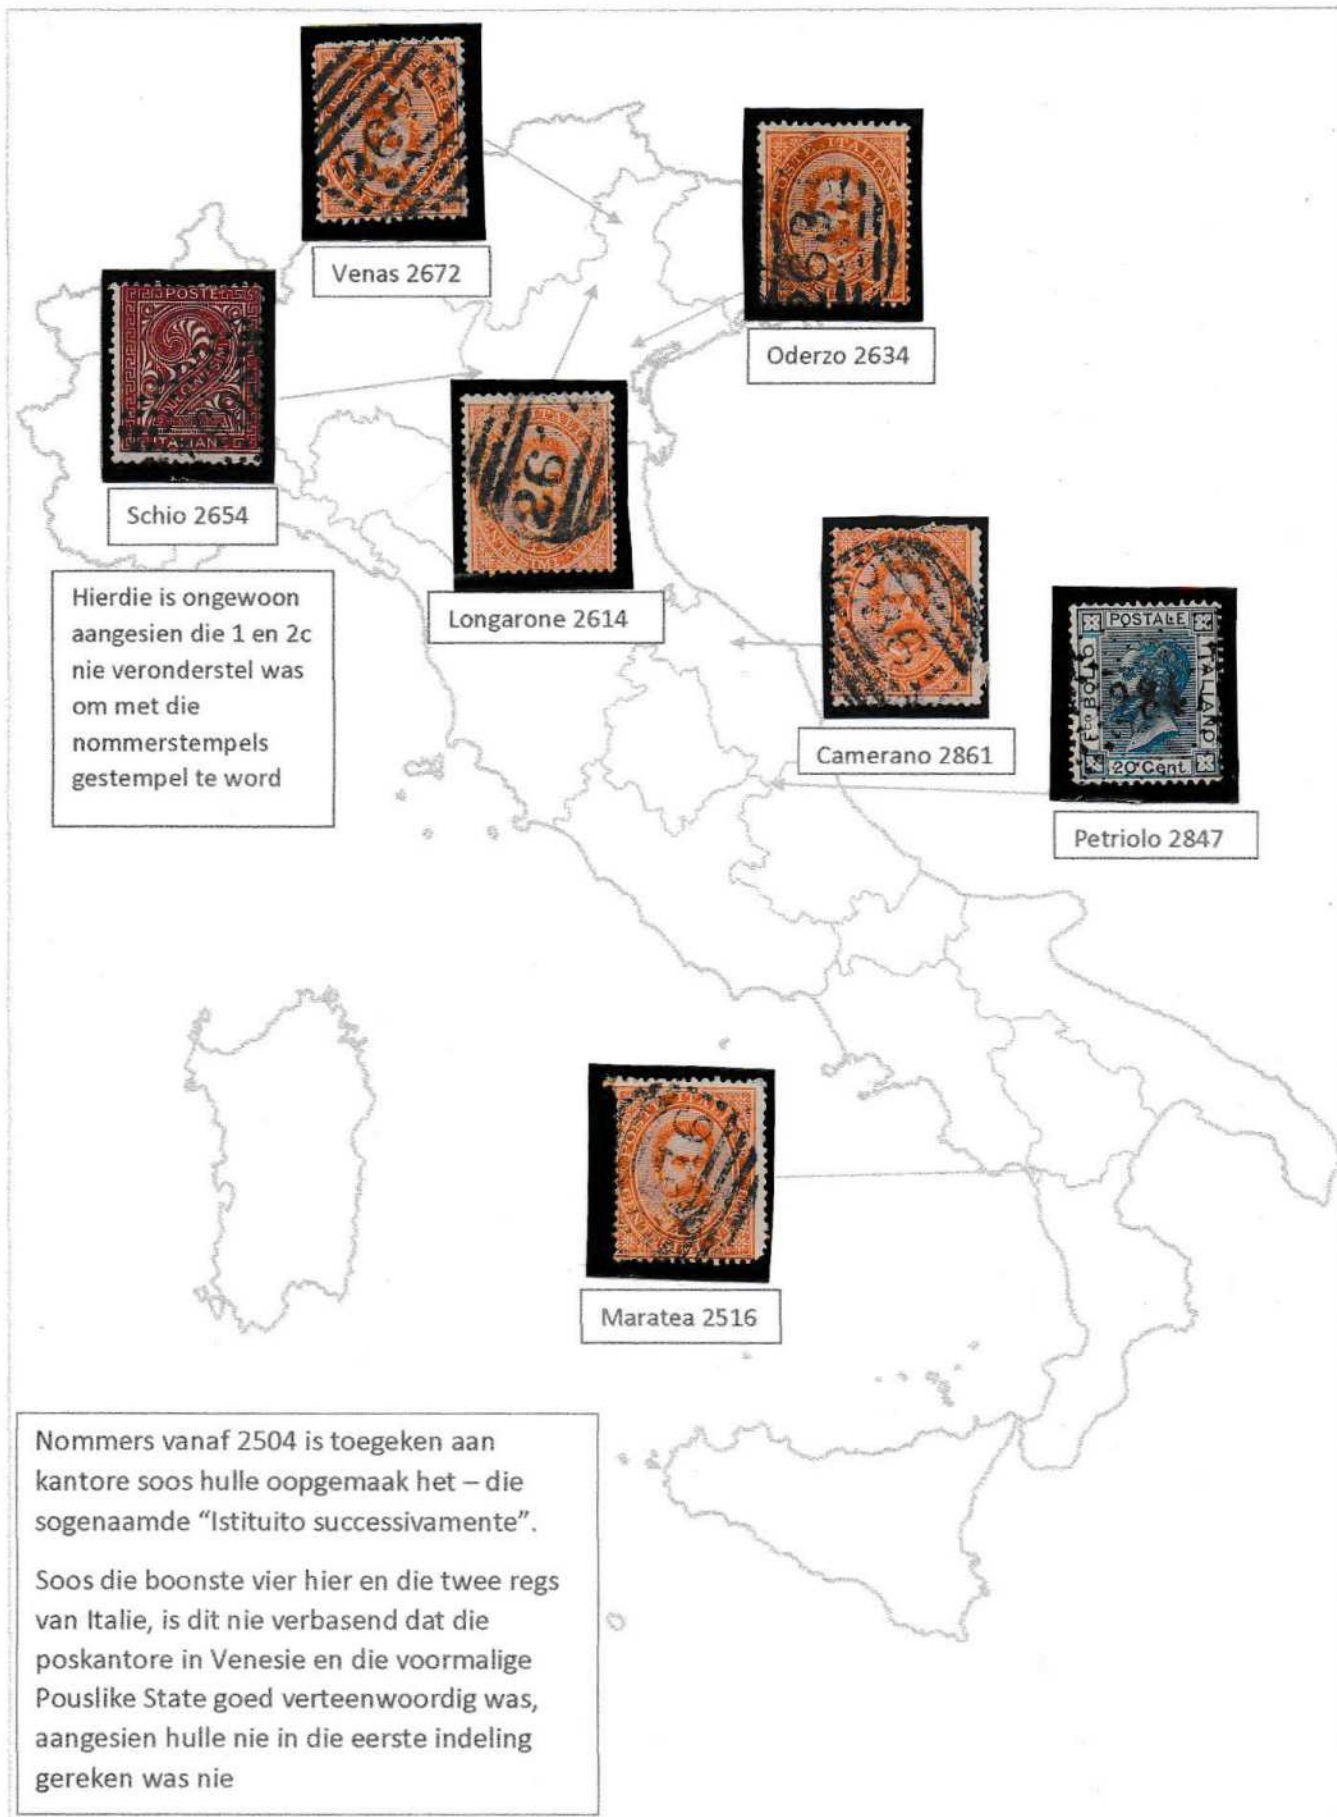 Venas 2672
POSTE ITALIANE
Oderzo 2634
POSTE
ITALIANE
Schio 2654
26
Longarone 2614
Hierdie is ongewoon
aangesien die 1 en 2c
nie veronderstel was
om met die
nommerstempels
gestempel te word
Camerano 2861
POSTALE
BOLLO
ITALIANO
20 Cent.
Petriolo 2847
Maratea 2516
Nommers vanaf 2504 is toegeken aan
kantore soos hulle oopgemaak het – die
sogenaamde “Istituito successivamente”.
Soos die boonste vier hier en die twee regs
van Italie, is dit nie verbasend dat die
poskantore in Venesie en die voormalige
Pouslike State goed verteenwoordig was,
aangesien hulle nie in die eerste indeling
gereken was nie